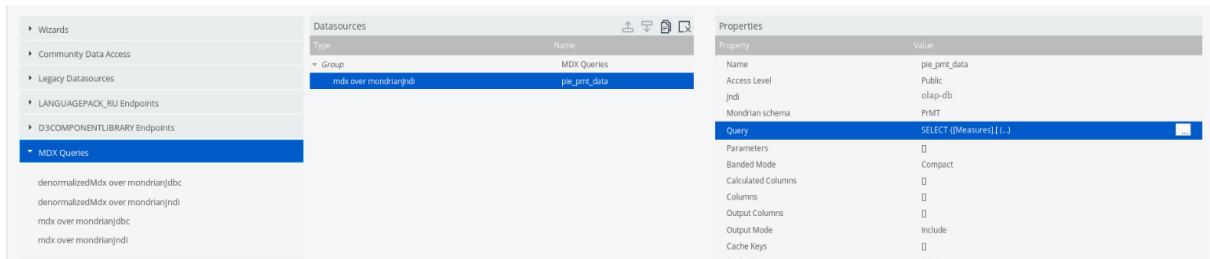 Wizards
Community Data Access
Legacy Datasources
LANGUAGEPACK_RU Endpoints
D3COMPONENTLIBRARY Endpoints
MDX Queries
denormalizedMdx over mondrianJdbc
denormalizedMdx over mondrianJndi
mdx over mondrianJdbc
mdx over mondrianJndi
Datasources
Type Name
Group MDX Queries
mdx over mondrianJndi pie_pmt_data
Properties
Property Value
Name pie_pmt_data
Access Level Public
Jndi olap-db
Mondrian schema PrMT
Query SELECT {[Measures].[ (...) ...
Parameters []
Banded Mode Compact
Calculated Columns []
Columns []
Output Columns []
Output Mode Include
Cache Keys []